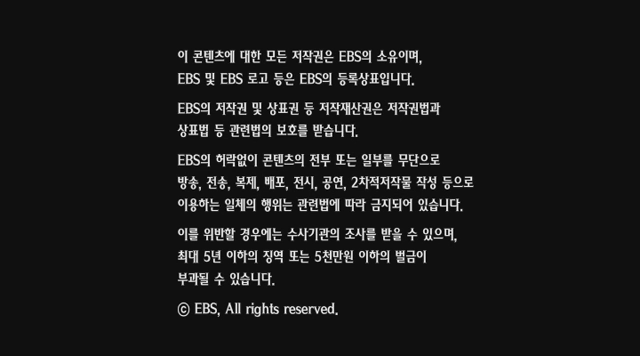 이 콘텐츠에 대한 모든 저작권은 EBS의 소유이며,
EBS 및 EBS 로고 등은 EBS의 등록상표입니다.
EBS의 저작권 및 상표권 등 저작재산권은 저작권법과
상표법 등 관련법의 보호를 받습니다.
EBS의 허락없이 콘텐츠의 전부 또는 일부를 무단으로
방송, 전송, 복제, 배포, 전시, 공연, 2차적저작물 작성 등으로
이용하는 일체의 행위는 관련법에 따라 금지되어 있습니다.
이를 위반할 경우에는 수사기관의 조사를 받을 수 있으며,
최대 5년 이하의 징역 또는 5천만원 이하의 벌금이
부과될 수 있습니다.
© EBS, All rights reserved.